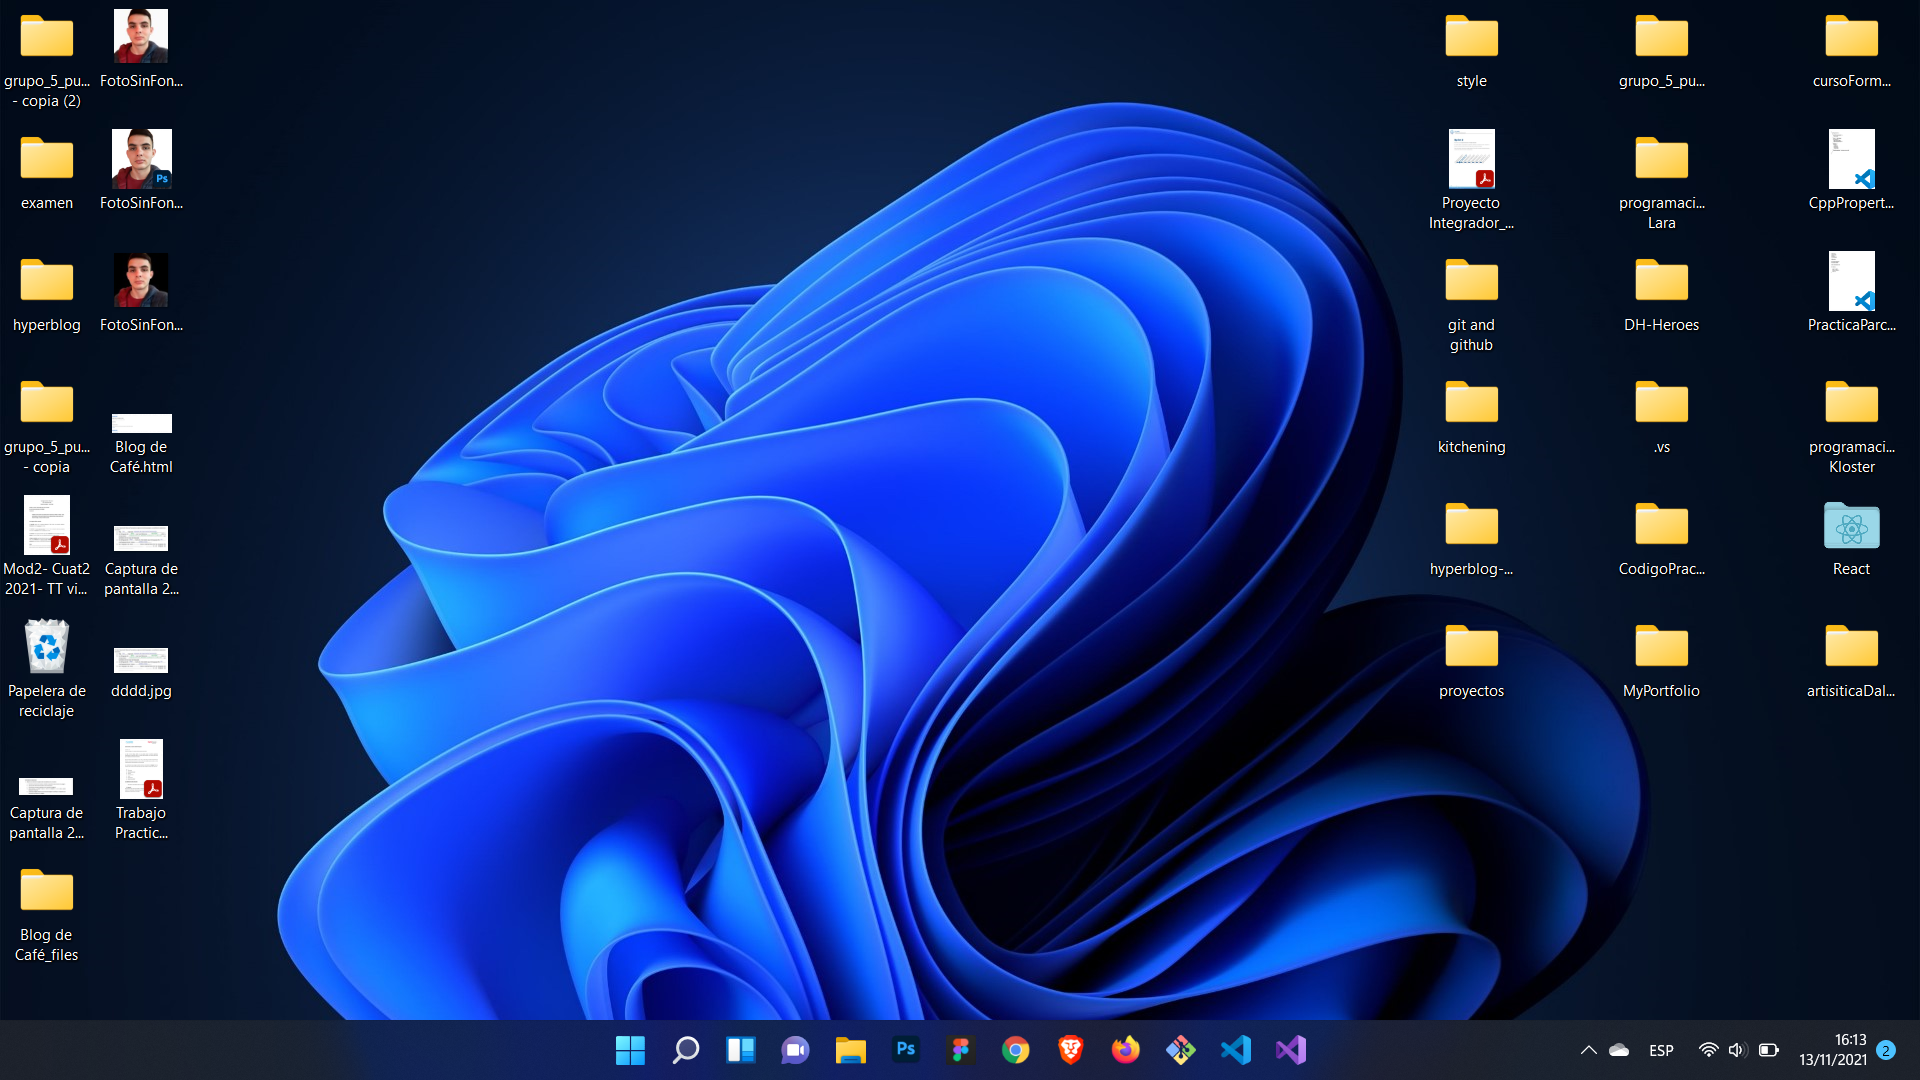 grupo_5_pu...
- copia (2)
FotoSinFon...
examen
Ps
FotoSinFon...
hyperblog
FotoSinFon...
grupo_5_pu...
- copia
Blog de
Café.html
Mod2- Cuat2
2021- TT vi...
Captura de
pantalla 2...
Papelera de
reciclaje
dddd.jpg
Captura de
pantalla 2...
Trabajo
Practic...
Blog de
Café_files
style
grupo_5_pu...
cursoForm...
Proyecto
Integrador_...
programaci...
Lara
CppPropert...
git and
github
DH-Heroes
PracticaParc...
kitchening
.vs
programaci...
Kloster
hyperblog-...
CodigoPrac...
React
proyectos
MyPortfolio
artisiticaDal...
Ps
ESP
16:13
13/11/2021
2